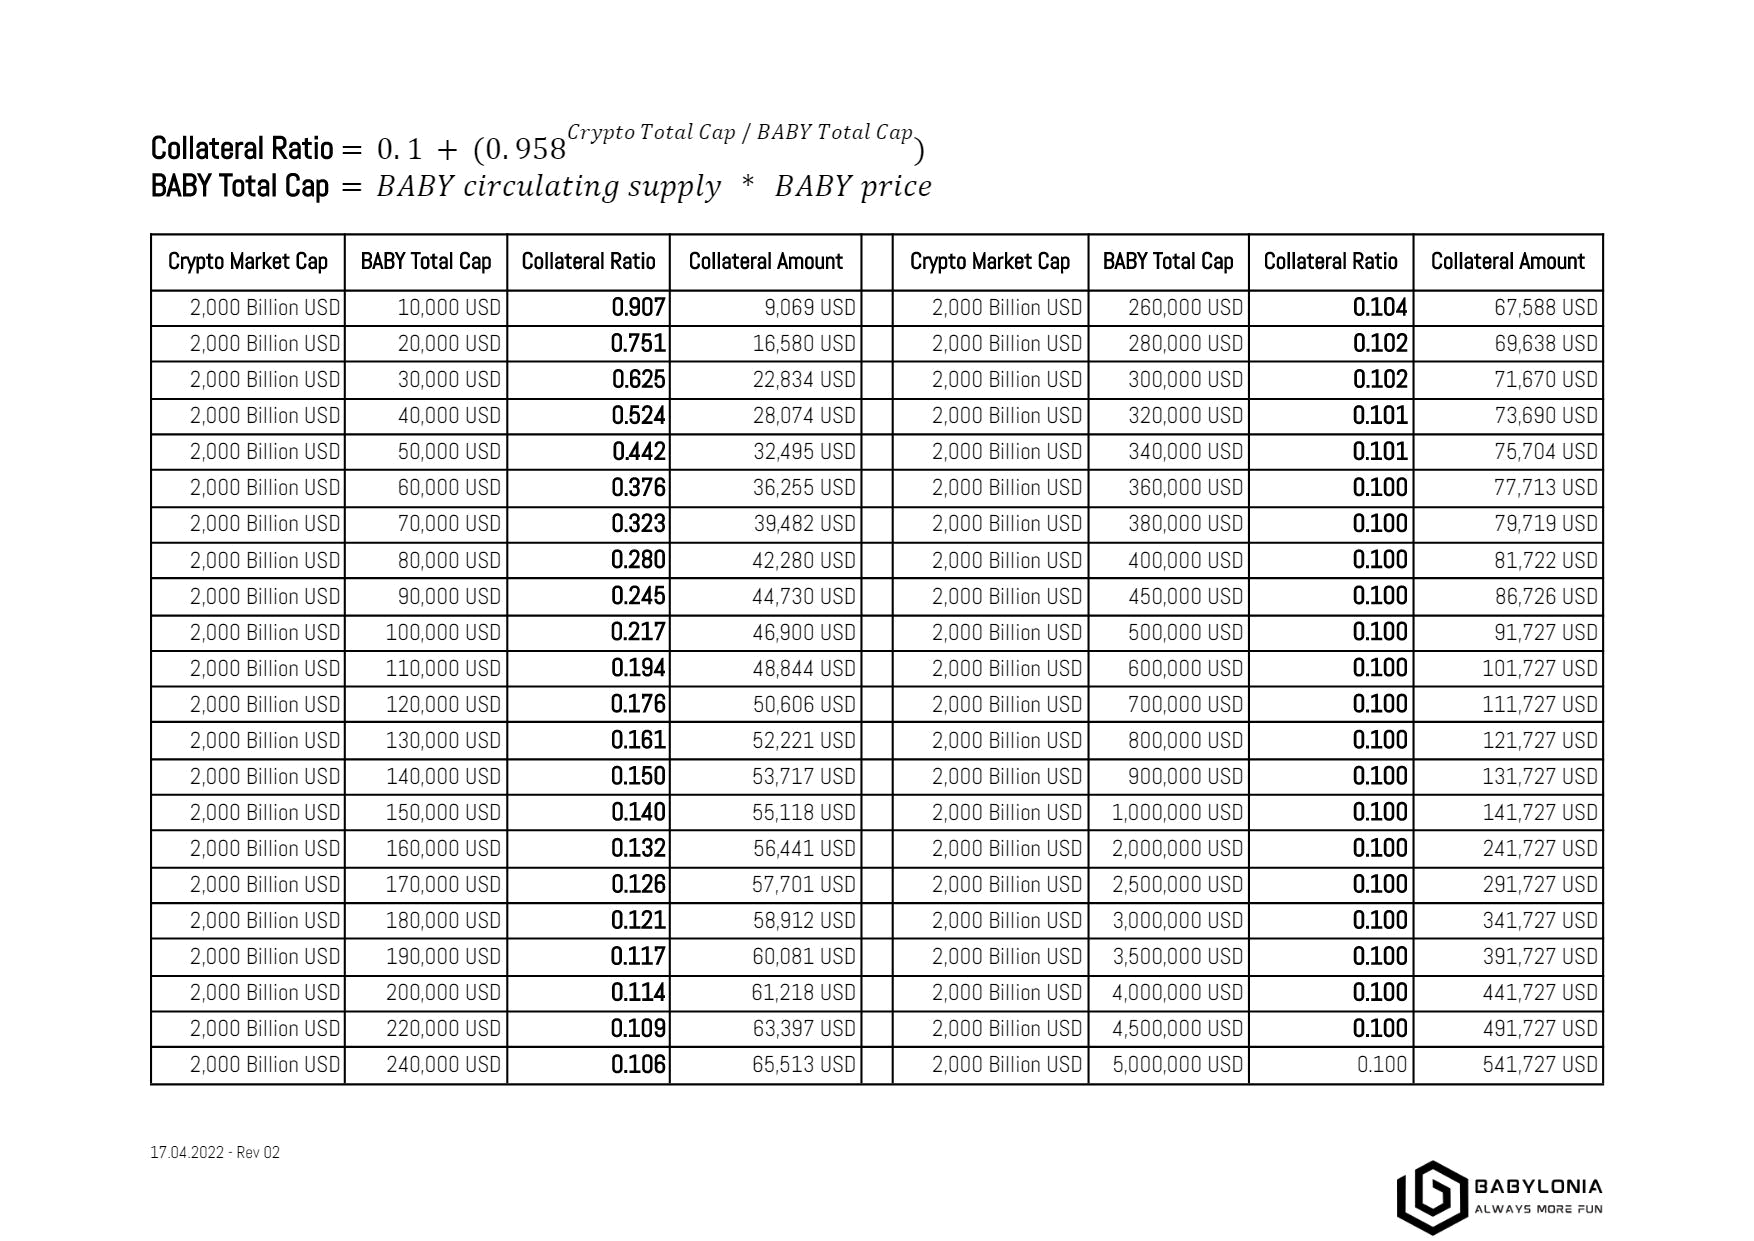 Collateral Ratio = 0.1 + (0.958^Crypto Total Cap / BABY Total Cap)
BABY Total Cap = BABY circulating supply * BABY price
Crypto Market Cap BABY Total Cap Collateral Ratio Collateral Amount Crypto Market Cap BABY Total Cap Collateral Ratio Collateral Amount
2,000 Billion USD 10,000 USD 0.907 9,069 USD 2,000 Billion USD 260,000 USD 0.104 67,588 USD
2,000 Billion USD 20,000 USD 0.751 16,580 USD 2,000 Billion USD 280,000 USD 0.102 69,638 USD
2,000 Billion USD 30,000 USD 0.625 22,834 USD 2,000 Billion USD 300,000 USD 0.102 71,670 USD
2,000 Billion USD 40,000 USD 0.524 28,074 USD 2,000 Billion USD 320,000 USD 0.101 73,690 USD
2,000 Billion USD 50,000 USD 0.442 32,495 USD 2,000 Billion USD 340,000 USD 0.101 75,704 USD
2,000 Billion USD 60,000 USD 0.376 36,255 USD 2,000 Billion USD 360,000 USD 0.100 77,713 USD
2,000 Billion USD 70,000 USD 0.323 39,482 USD 2,000 Billion USD 380,000 USD 0.100 79,719 USD
2,000 Billion USD 80,000 USD 0.280 42,280 USD 2,000 Billion USD 400,000 USD 0.100 81,722 USD
2,000 Billion USD 90,000 USD 0.245 44,730 USD 2,000 Billion USD 450,000 USD 0.100 86,726 USD
2,000 Billion USD 100,000 USD 0.217 46,900 USD 2,000 Billion USD 500,000 USD 0.100 91,727 USD
2,000 Billion USD 110,000 USD 0.194 48,844 USD 2,000 Billion USD 600,000 USD 0.100 101,727 USD
2,000 Billion USD 120,000 USD 0.176 50,606 USD 2,000 Billion USD 700,000 USD 0.100 111,727 USD
2,000 Billion USD 130,000 USD 0.161 52,221 USD 2,000 Billion USD 800,000 USD 0.100 121,727 USD
2,000 Billion USD 140,000 USD 0.150 53,717 USD 2,000 Billion USD 900,000 USD 0.100 131,727 USD
2,000 Billion USD 150,000 USD 0.140 55,118 USD 2,000 Billion USD 1,000,000 USD 0.100 141,727 USD
2,000 Billion USD 160,000 USD 0.132 56,441 USD 2,000 Billion USD 2,000,000 USD 0.100 241,727 USD
2,000 Billion USD 170,000 USD 0.126 57,701 USD 2,000 Billion USD 2,500,000 USD 0.100 291,727 USD
2,000 Billion USD 180,000 USD 0.121 58,912 USD 2,000 Billion USD 3,000,000 USD 0.100 341,727 USD
2,000 Billion USD 190,000 USD 0.117 60,081 USD 2,000 Billion USD 3,500,000 USD 0.100 391,727 USD
2,000 Billion USD 200,000 USD 0.114 61,218 USD 2,000 Billion USD 4,000,000 USD 0.100 441,727 USD
2,000 Billion USD 220,000 USD 0.109 63,397 USD 2,000 Billion USD 4,500,000 USD 0.100 491,727 USD
2,000 Billion USD 240,000 USD 0.106 65,513 USD 2,000 Billion USD 5,000,000 USD 0.100 541,727 USD
17.04.2022 - Rev 02
BABYLONIA
ALWAYS MORE FUN